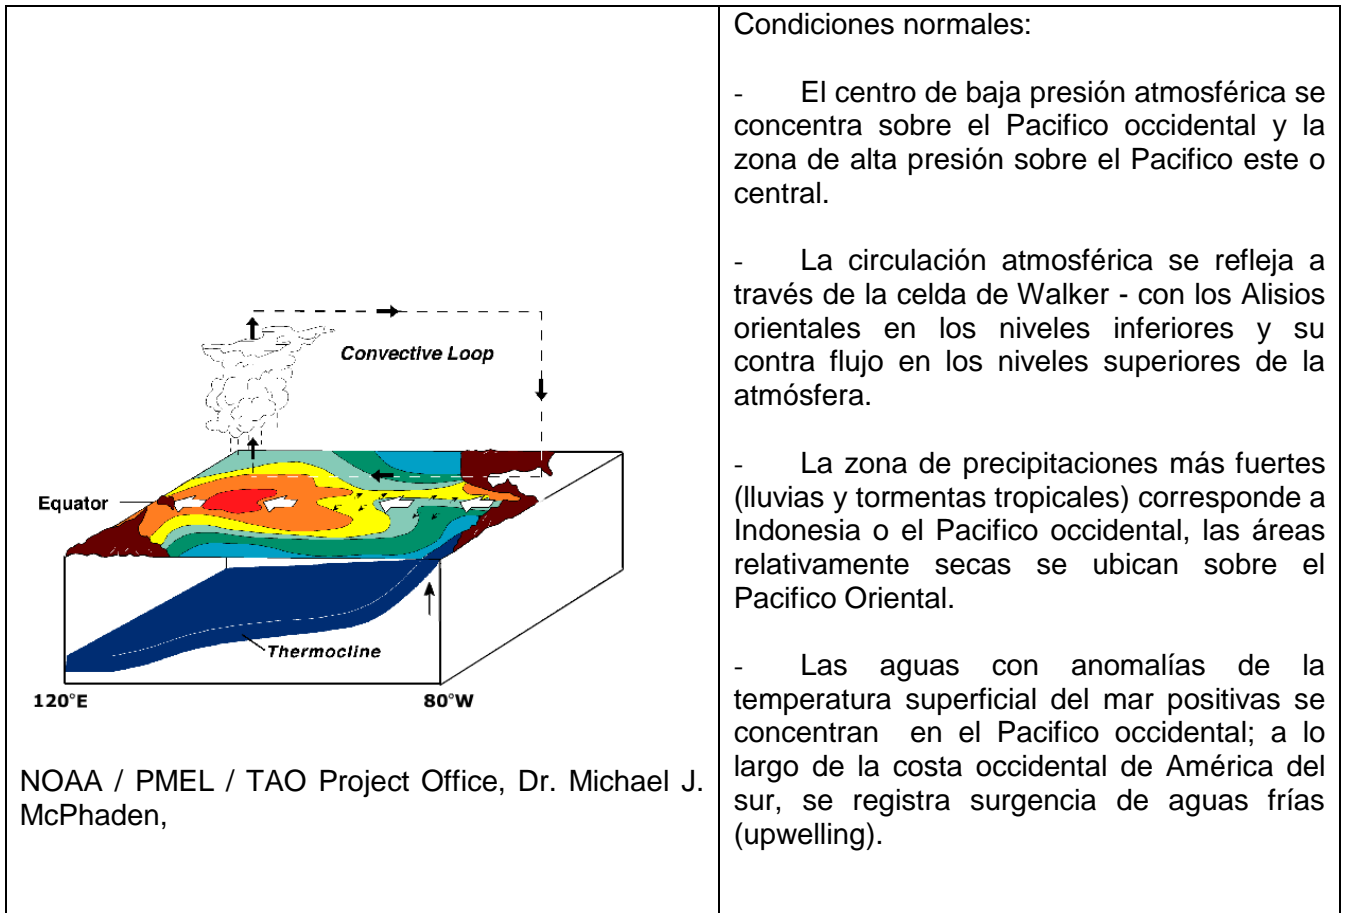 Convective Loop
Equator
Thermocline
120°E
80°W
NOAA / PMEL / TAO Project Office, Dr. Michael J.
McPhaden,
Condiciones normales:
- El centro de baja presión atmosférica se
concentra sobre el Pacifico occidental y la
zona de alta presión sobre el Pacifico este o
central.
- La circulación atmosférica se refleja a
través de la celda de Walker - con los Alisios
orientales en los niveles inferiores y su
contra flujo en los niveles superiores de la
atmósfera.
- La zona de precipitaciones más fuertes
(lluvias y tormentas tropicales) corresponde a
Indonesia o el Pacifico occidental, las áreas
relativamente secas se ubican sobre el
Pacifico Oriental.
- Las aguas con anomalías de la
temperatura superficial del mar positivas se
concentran en el Pacifico occidental; a lo
largo de la costa occidental de América del
sur, se registra surgencia de aguas frías
(upwelling).